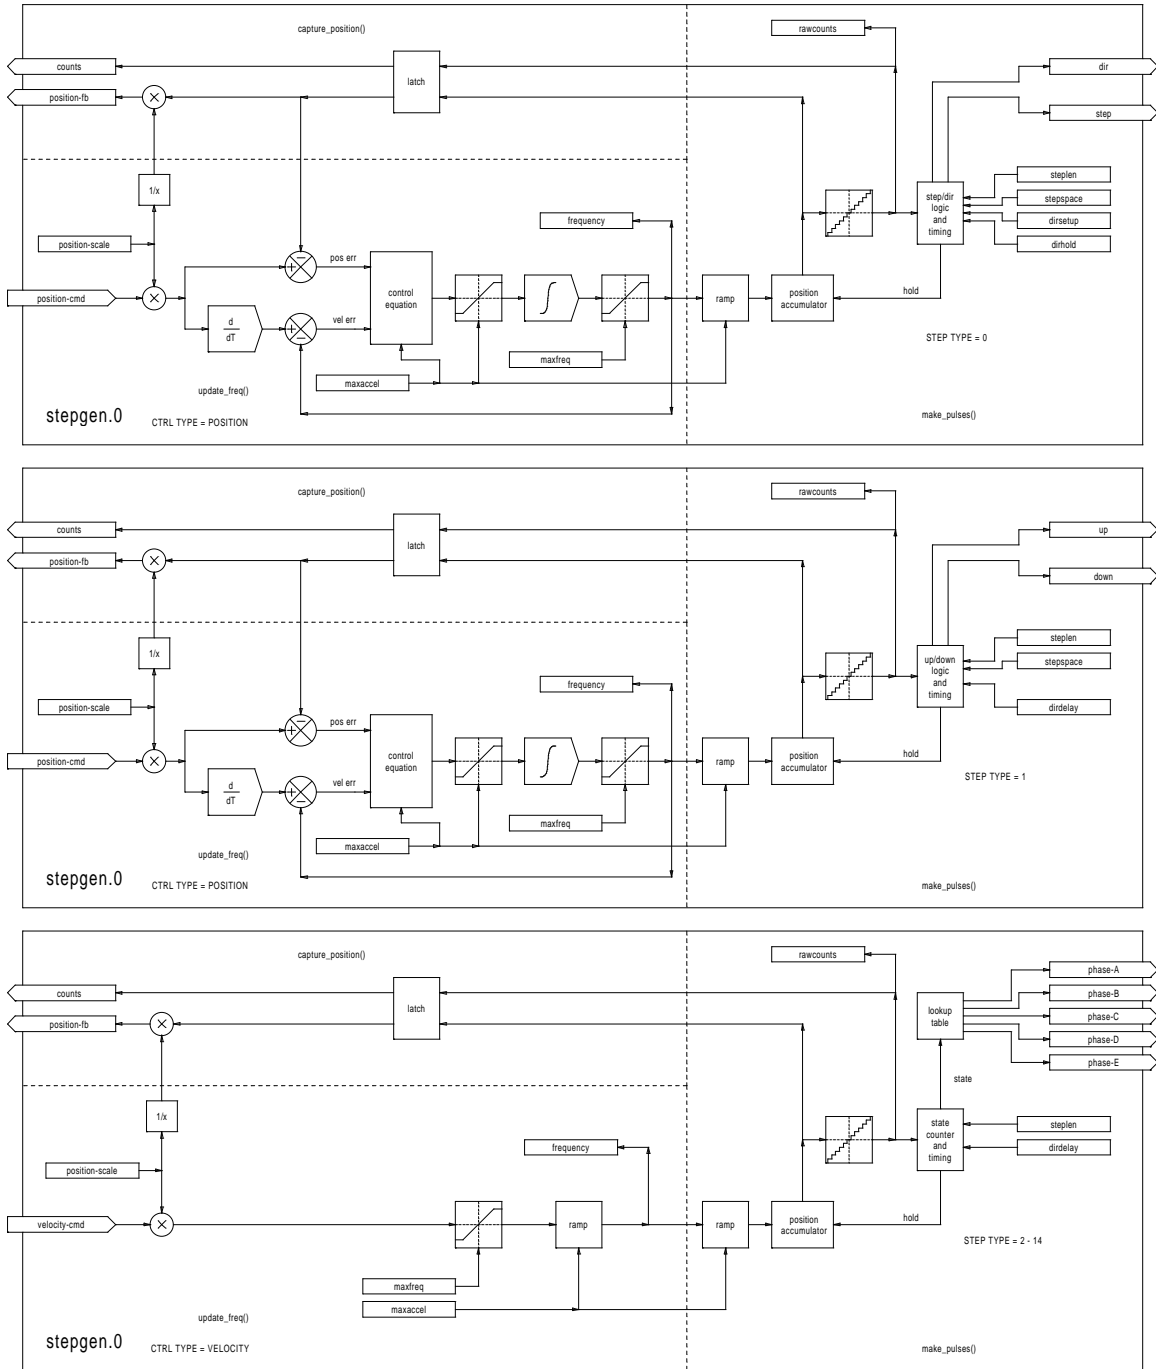 capture_position()
rawcounts
counts
latch
dir
position-fb
×
step
1/x
steplen
step/dir
logic
and
timing
stepspace
frequency
dirsetup
position-scale
dirhold
+
−
pos err
position-cmd
×
control
equation
ramp
position
accumulator
hold
d
dT
+
−
vel err
STEP TYPE = 0
maxfreq
maxaccel
update_freq()
stepgen.0
CTRL TYPE = POSITION
make_pulses()
capture_position()
rawcounts
counts
latch
up
position-fb
×
down
1/x
steplen
up/down
logic
and
timing
stepspace
frequency
position-scale
dirdelay
+
−
pos err
position-cmd
×
control
equation
ramp
position
accumulator
hold
d
dT
+
−
vel err
STEP TYPE = 1
maxfreq
maxaccel
update_freq()
stepgen.0
CTRL TYPE = POSITION
make_pulses()
capture_position()
rawcounts
phase-A
counts
latch
phase-B
lookup
table
phase-C
position-fb
×
phase-D
phase-E
state
1/x
steplen
state
counter
and
timing
frequency
dirdelay
position-scale
velocity-cmd
×
ramp
ramp
position
accumulator
hold
STEP TYPE = 2 - 14
maxfreq
maxaccel
update_freq()
stepgen.0
CTRL TYPE = VELOCITY
make_pulses()